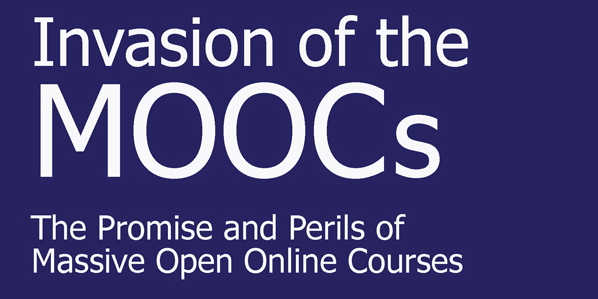 Invasion of the
MOOCs
The Promise and Perils of
Massive Open Online Courses